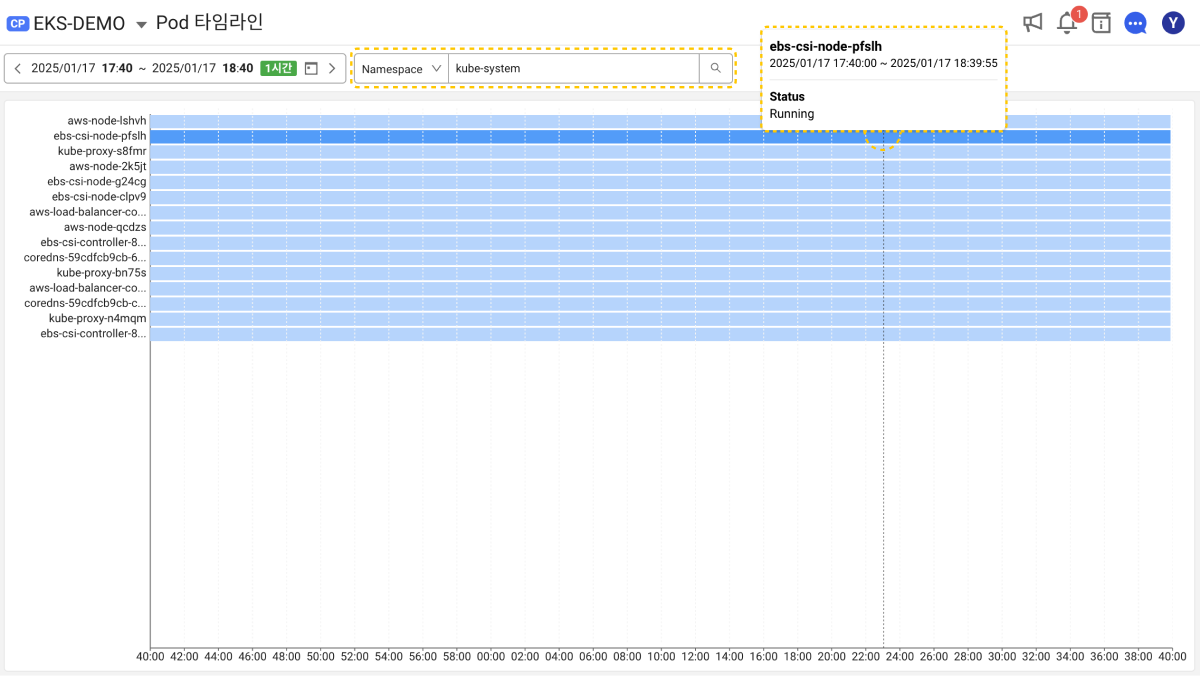 CP EKS-DEMO Pod 타임라인
1
Y
2025/01/17 17:40 ~ 2025/01/17 18:40 1시간
Namespace kube-system
ebs-csi-node-pfslh
2025/01/17 17:40:00 ~ 2025/01/17 18:39:55
Status
Running
aws-node-lshvh
ebs-csi-node-pfslh
kube-proxy-s8fmr
aws-node-2k5jt
ebs-csi-node-g24cg
ebs-csi-node-clpv9
aws-load-balancer-co...
aws-node-qcdzs
ebs-csi-controller-8...
coredns-59cdfcb9cb-6...
kube-proxy-bn75s
aws-load-balancer-co...
coredns-59cdfcb9cb-c...
kube-proxy-n4mqm
ebs-csi-controller-8...
40:00 42:00 44:00 46:00 48:00 50:00 52:00 54:00 56:00 58:00 00:00 02:00 04:00 06:00 08:00 10:00 12:00 14:00 16:00 18:00 20:00 22:00 24:00 26:00 28:00 30:00 32:00 34:00 36:00 38:00 40:00